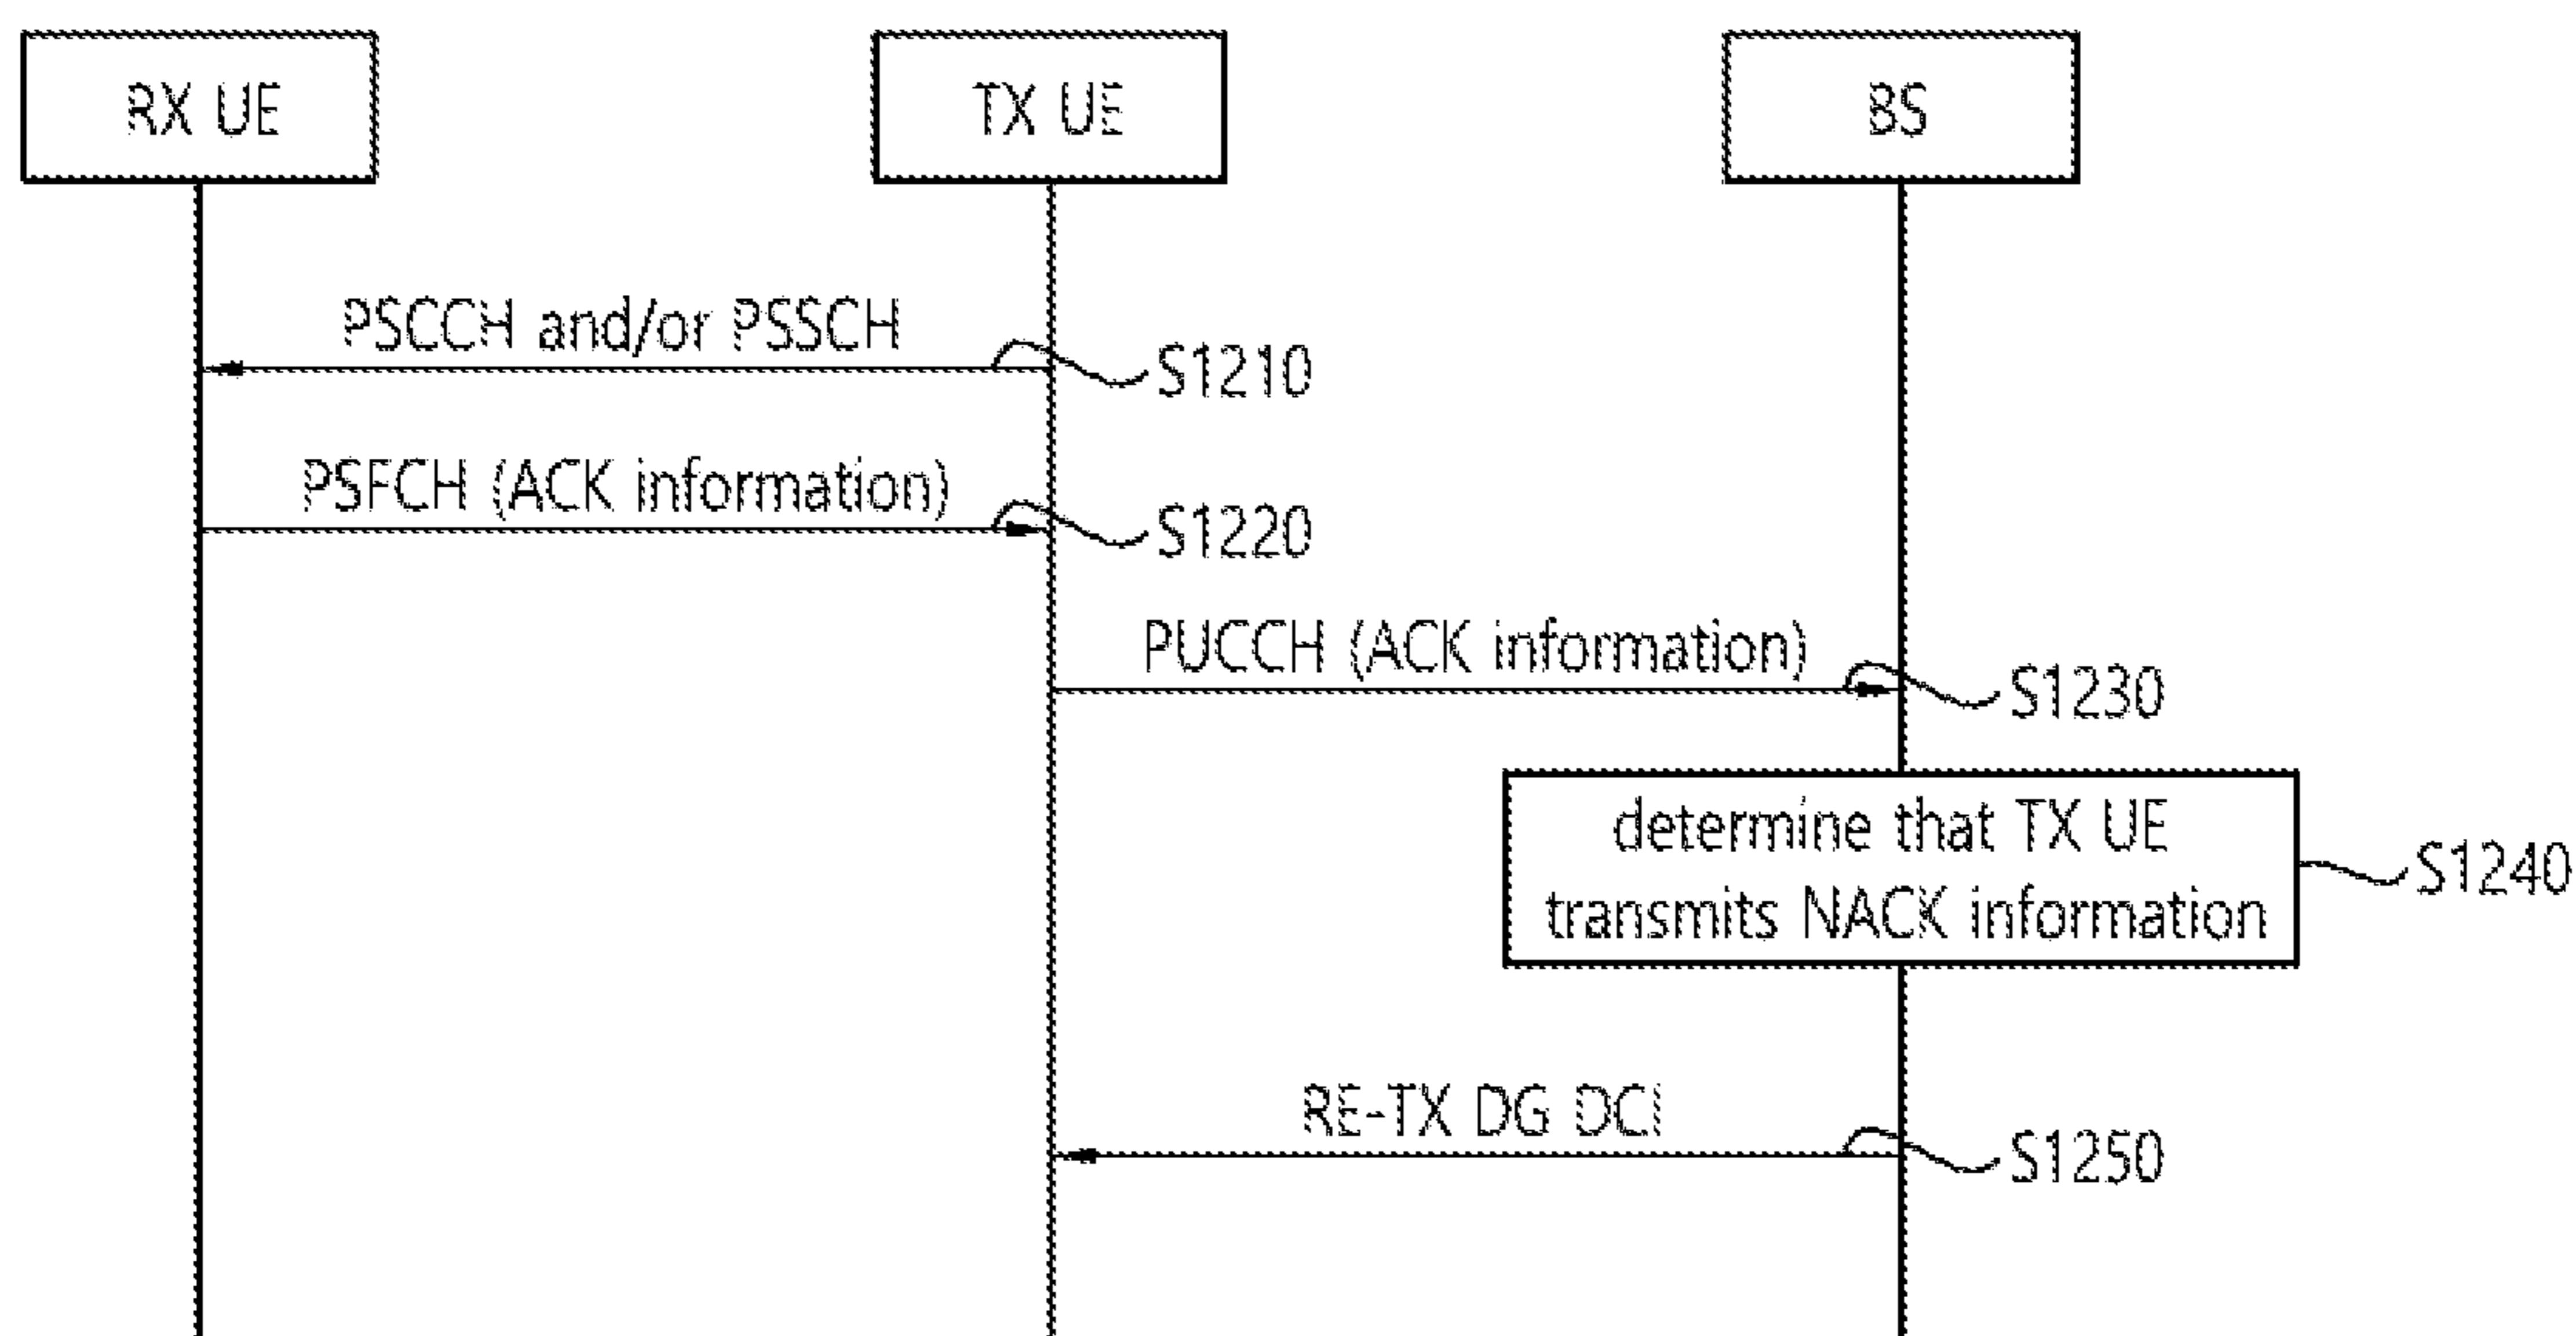 RX UE
TX UE
BS
PSCCH and/or PSSCH
S1210
PSFCH (ACK information)
S1220
PUCCH (ACK information)
S1230
determine that TX UE
transmits NACK information
S1240
RE-TX DG DCI
S1250